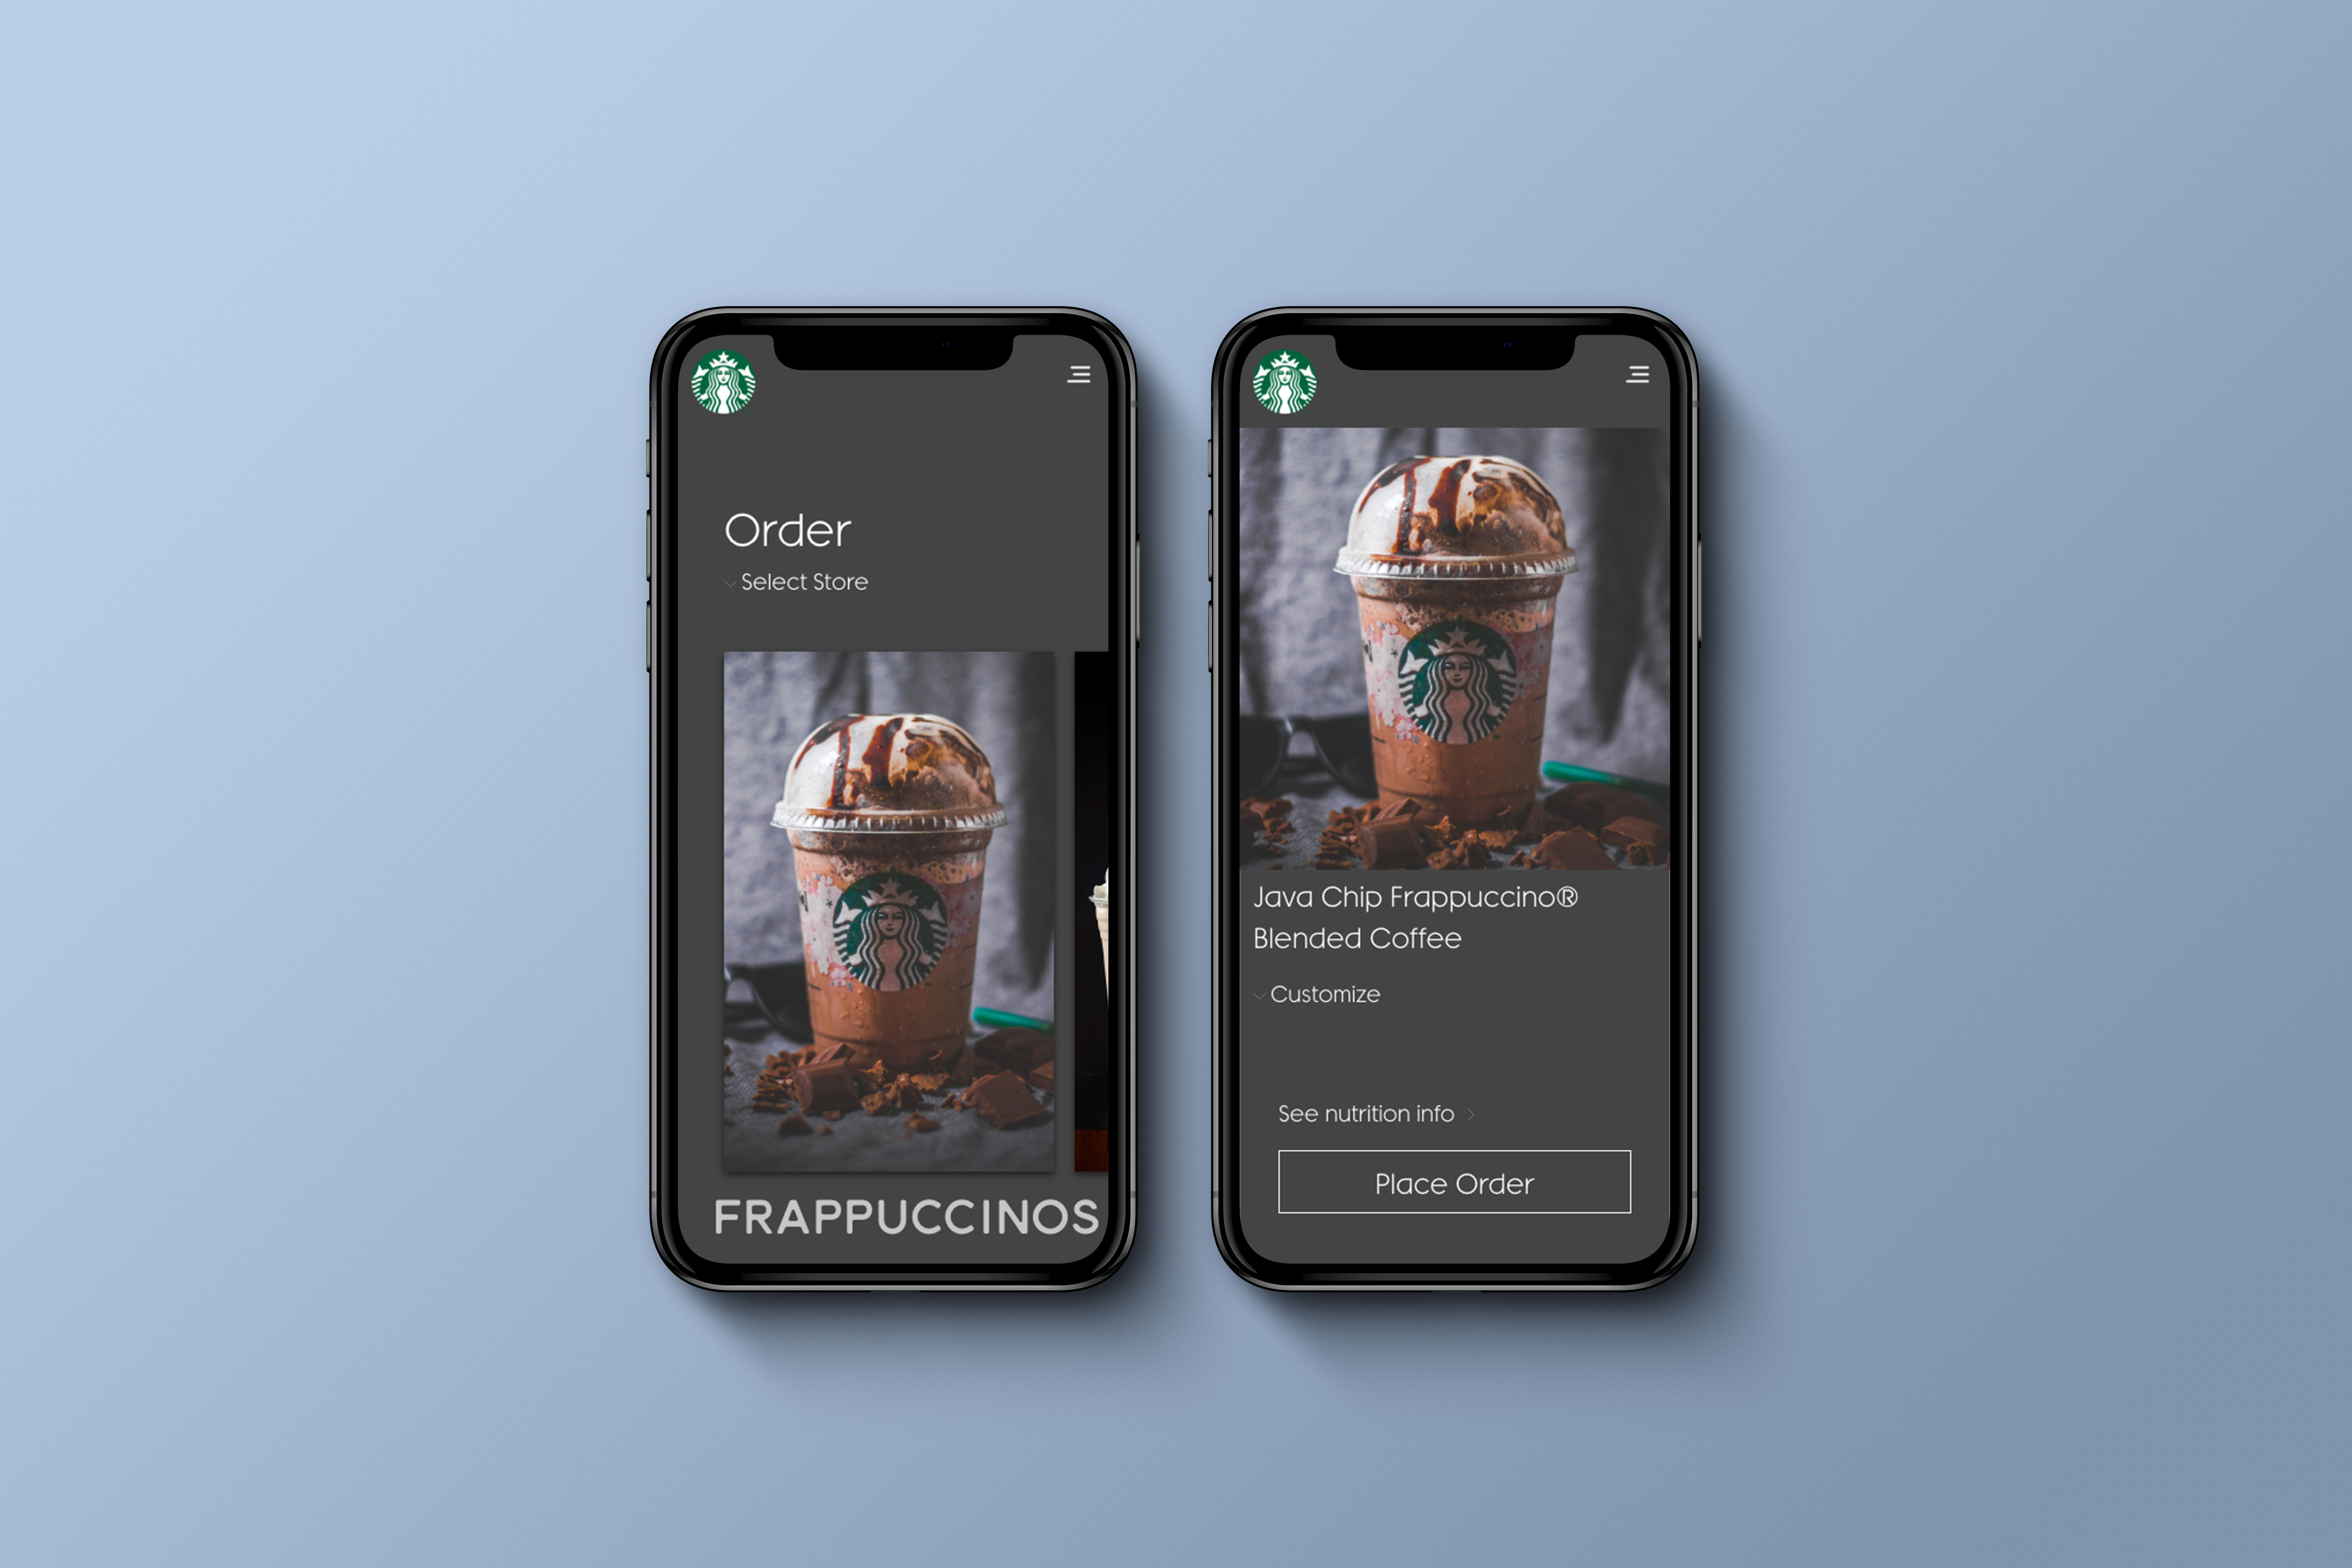 Order
Select Store
FRAPPUCCINOS
Java Chip Frappuccino®
Blended Coffee
Customize
See nutrition info
Place Order